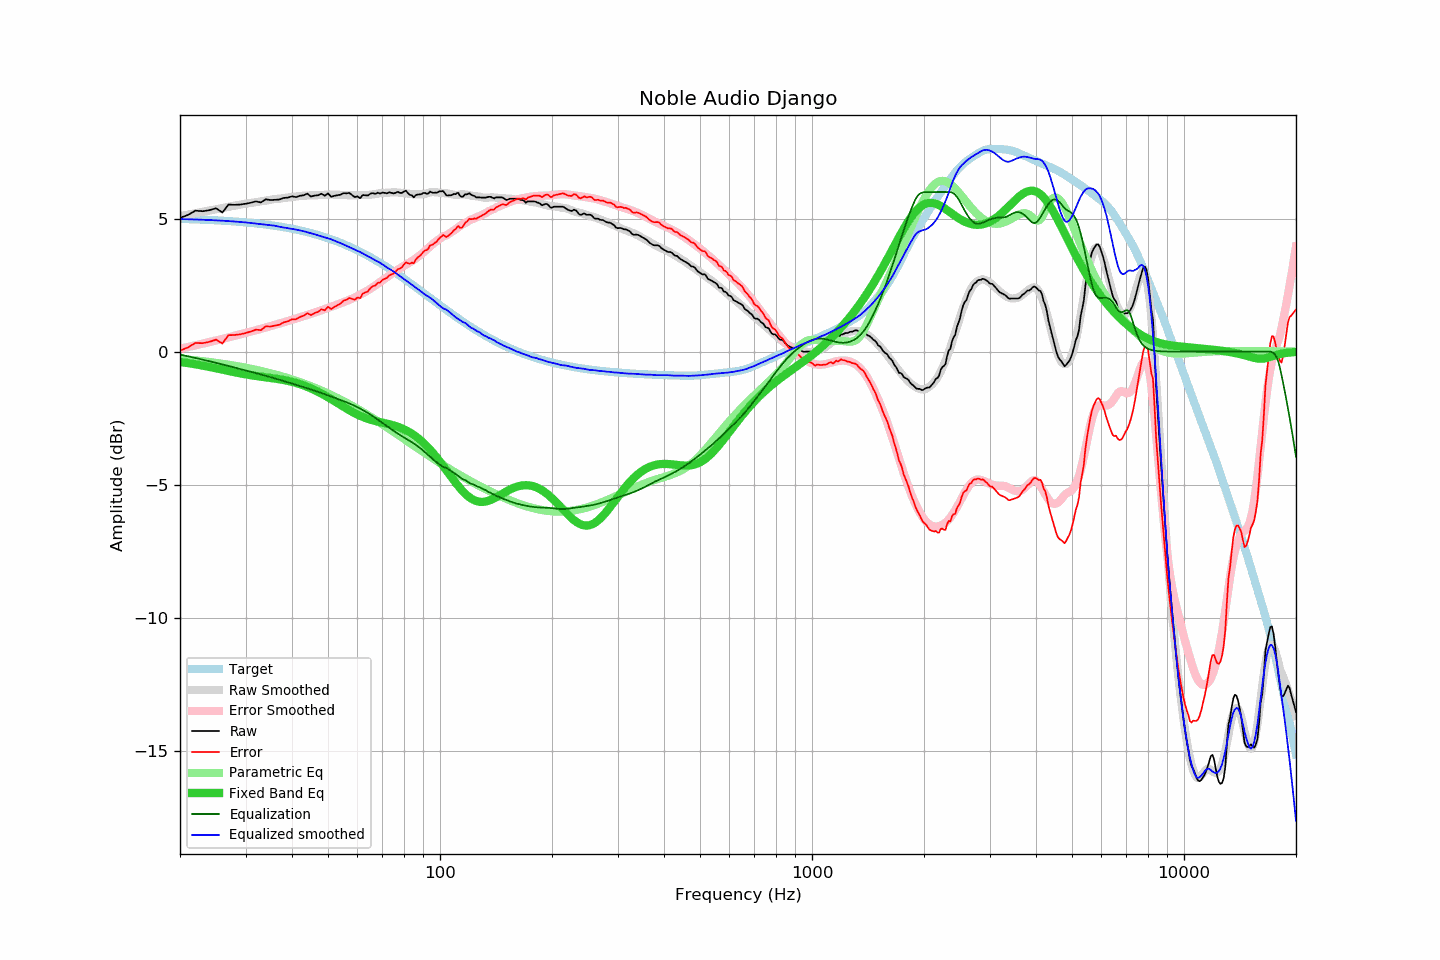 Noble Audio Django
Amplitude (dBr)
5
0
−5
−10
−15
Target
Raw Smoothed
Error Smoothed
Raw
Error
Parametric Eq
Fixed Band Eq
Equalization
Equalized smoothed
100
1000
10000
Frequency (Hz)